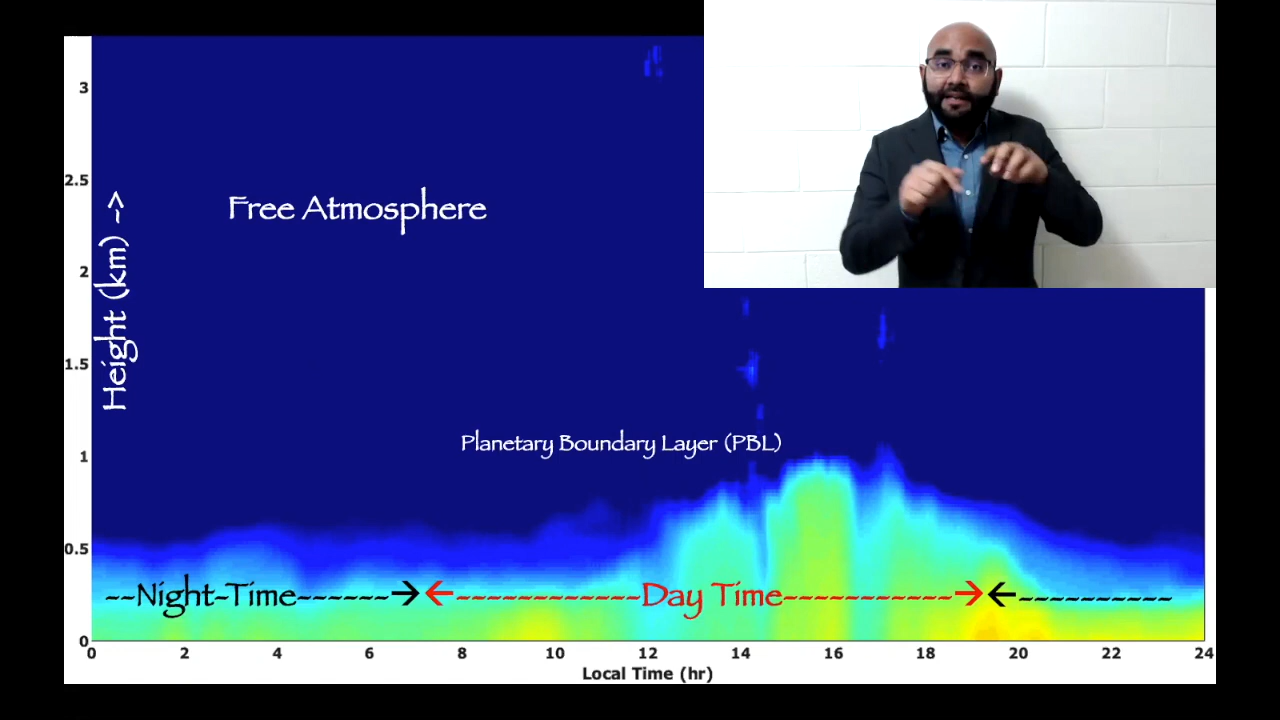 3
2.5
2
1.5
1
0.5
0
Height (km) -->
Free Atmosphere
Planetary Boundary Layer (PBL)
--Night-Time------→ ←------------Day Time-----------→ ←----------
0 2 4 6 8 10 12 14 16 18 20 22 24
Local Time (hr)